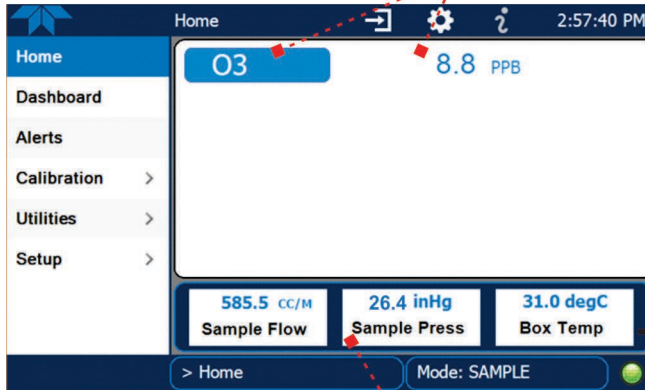 Home 2:57:40 PM
Home
Dashboard
Alerts
Calibration >
Utilities >
Setup >
O3 8.8 PPB
585.5 CC/M 26.4 inHg 31.0 degC
Sample Flow Sample Press Box Temp
> Home Mode: SAMPLE